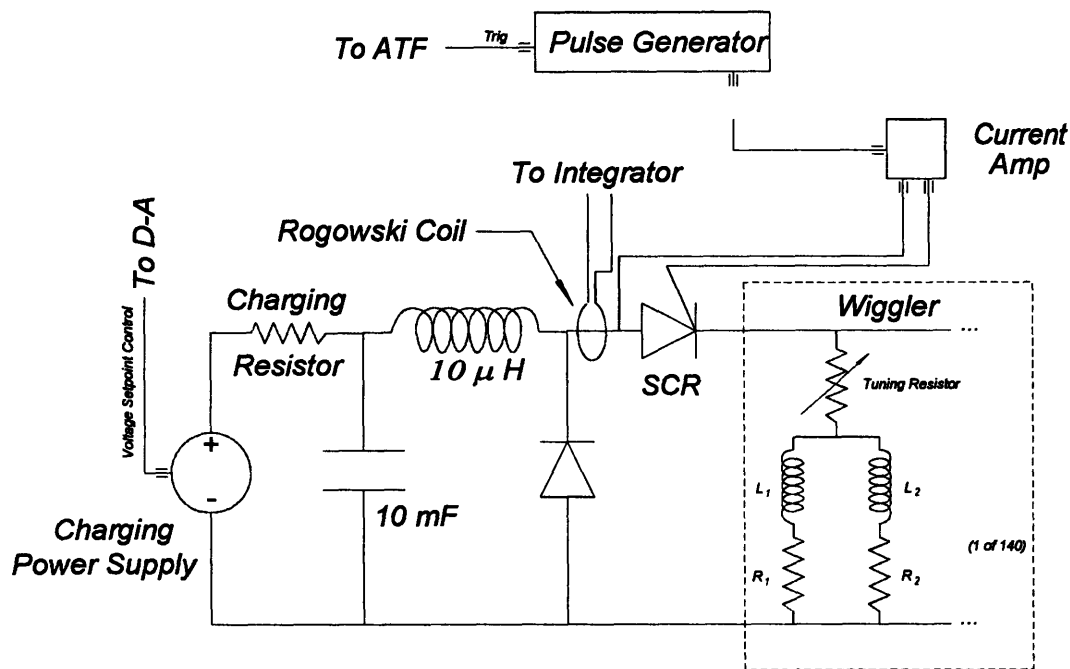 To ATF
Trig
Pulse Generator
Current
Amp
To Integrator
Rogowski Coil
To D-A
Voltage Setpoint Control
Charging
Resistor
10 μ H
SCR
Wiggler
...
Tuning Resistor
+
-
L1
L2
10 mF
Charging
Power Supply
(1 of 140)
R1
R2
...